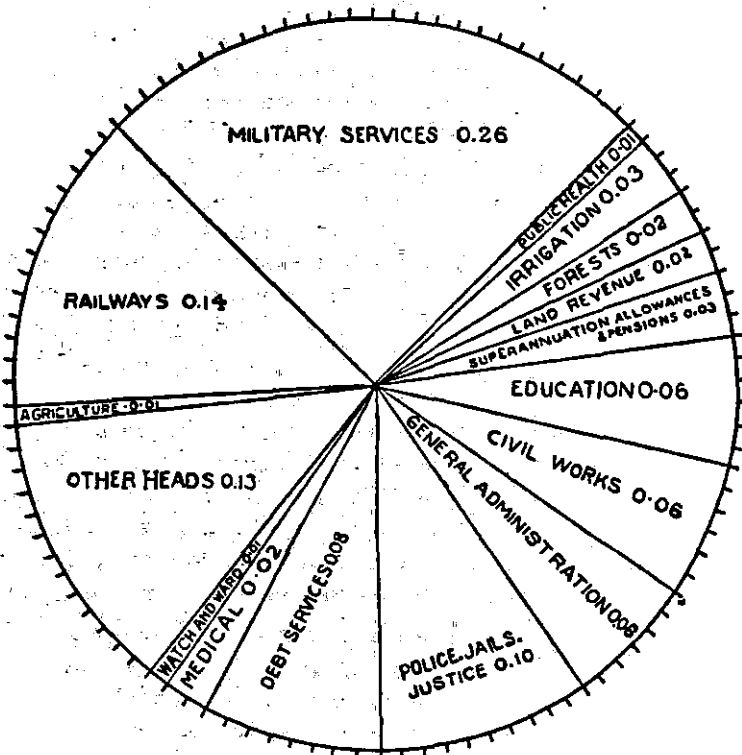 MILITARY SERVICES 0.26
PUBLIC HEALTH 0.01
IRRIGATION 0.03
FORESTS 0.02
LAND REVENUE 0.02
SUPERANNUATION ALLOWANCES
& PENSIONS 0.03
EDUCATION 0.06
CIVIL WORKS 0.06
GENERAL ADMINISTRATION 0.06
POLICE. JAILS.
JUSTICE 0.10
DEBT SERVICES 0.08
MEDICAL 0.02
WATCH AND WARD 0.01
OTHER HEADS 0.13
AGRICULTURE 0.01
RAILWAYS 0.14